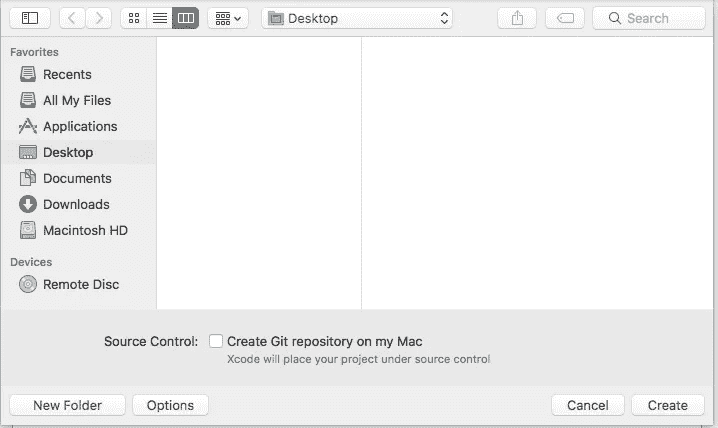 Desktop
Search
Favorites
Recents
All My Files
Applications
Desktop
Documents
Downloads
Macintosh HD
Devices
Remote Disc
Source Control: Create Git repository on my Mac
Xcode will place your project under source control
New Folder Options Cancel Create